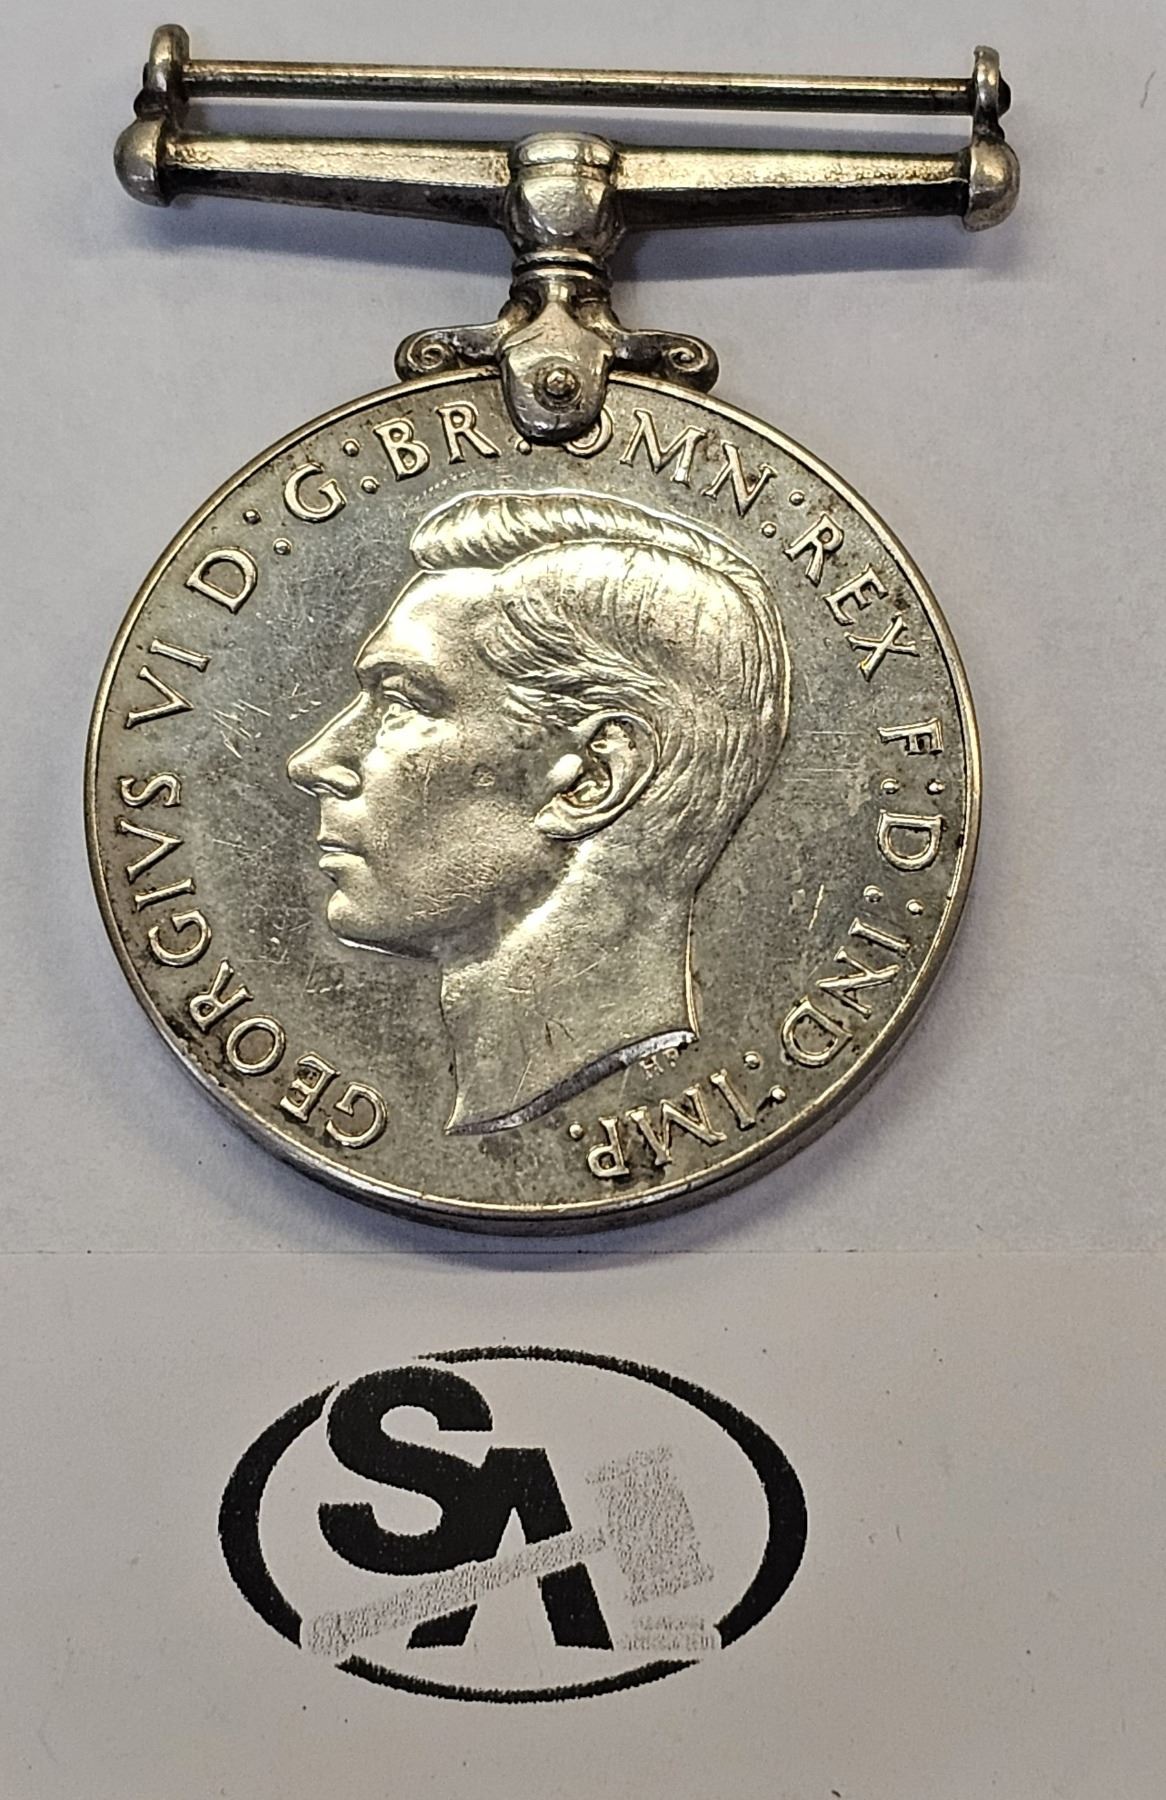 GEORGIVS VI D:G:BR:OMN:REX F:D:IND:IMP.
HP
SA